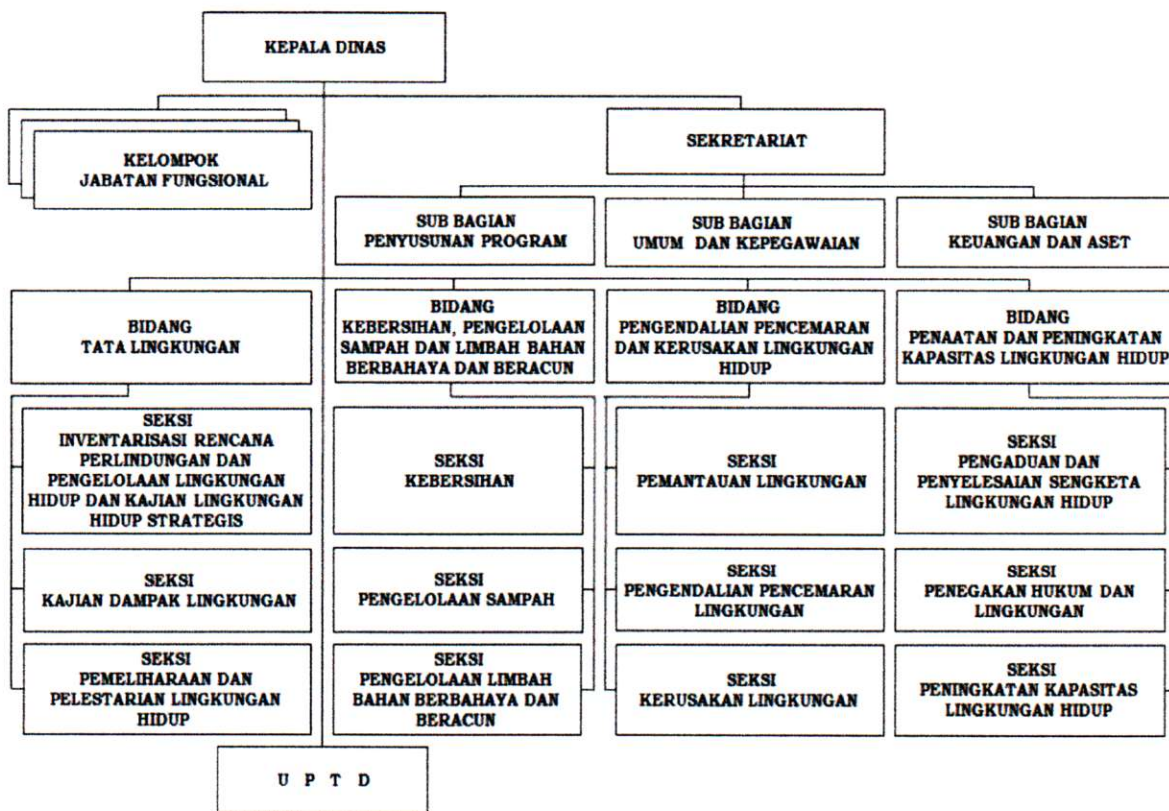 KEPALA DINAS
KELOMPOK
JABATAN FUNGSIONAL
SEKRETARIAT
SUB BAGIAN
PENYUSUNAN PROGRAM
SUB BAGIAN
UMUM DAN KEPEGAWAIAN
SUB BAGIAN
KEUANGAN DAN ASET
BIDANG
TATA LINGKUNGAN
BIDANG
KEBERSIHAN, PENGELOLAAN
SAMPAH DAN LIMBAH BAHAN
BERBAHAYA DAN BERACUN
BIDANG
PENGENDALIAN PENCEMARAN
DAN KERUSAKAN LINGKUNGAN
HIDUP
BIDANG
PENAATAN DAN PENINGKATAN
KAPASITAS LINGKUNGAN HIDUP
SEKSI
INVENTARISASI RENCANA
PERLINDUNGAN DAN
PENGELOLAAN LINGKUNGAN
HIDUP DAN KAJIAN LINGKUNGAN
HIDUP STRATEGIS
SEKSI
KEBERSIHAN
SEKSI
PEMANTAUAN LINGKUNGAN
SEKSI
PENGADUAN DAN
PENYELESAIAN SENGKETA
LINGKUNGAN HIDUP
SEKSI
KAJIAN DAMPAK LINGKUNGAN
SEKSI
PENGELOLAAN SAMPAH
SEKSI
PENGENDALIAN PENCEMARAN
LINGKUNGAN
SEKSI
PENEGAKAN HUKUM DAN
LINGKUNGAN
SEKSI
PEMELIHARAAN DAN
PELESTARIAN LINGKUNGAN
HIDUP
SEKSI
PENGELOLAAN LIMBAH
BAHAN BERBAHAYA DAN
BERACUN
SEKSI
KERUSAKAN LINGKUNGAN
SEKSI
PENINGKATAN KAPASITAS
LINGKUNGAN HIDUP
U P T D